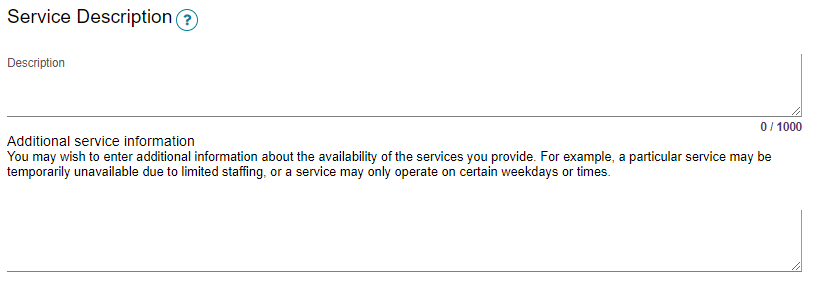 Service Description ?
Description
0 / 1000
Additional service information
You may wish to enter additional information about the availability of the services you provide. For example, a particular service may be
temporarily unavailable due to limited staffing, or a service may only operate on certain weekdays or times.